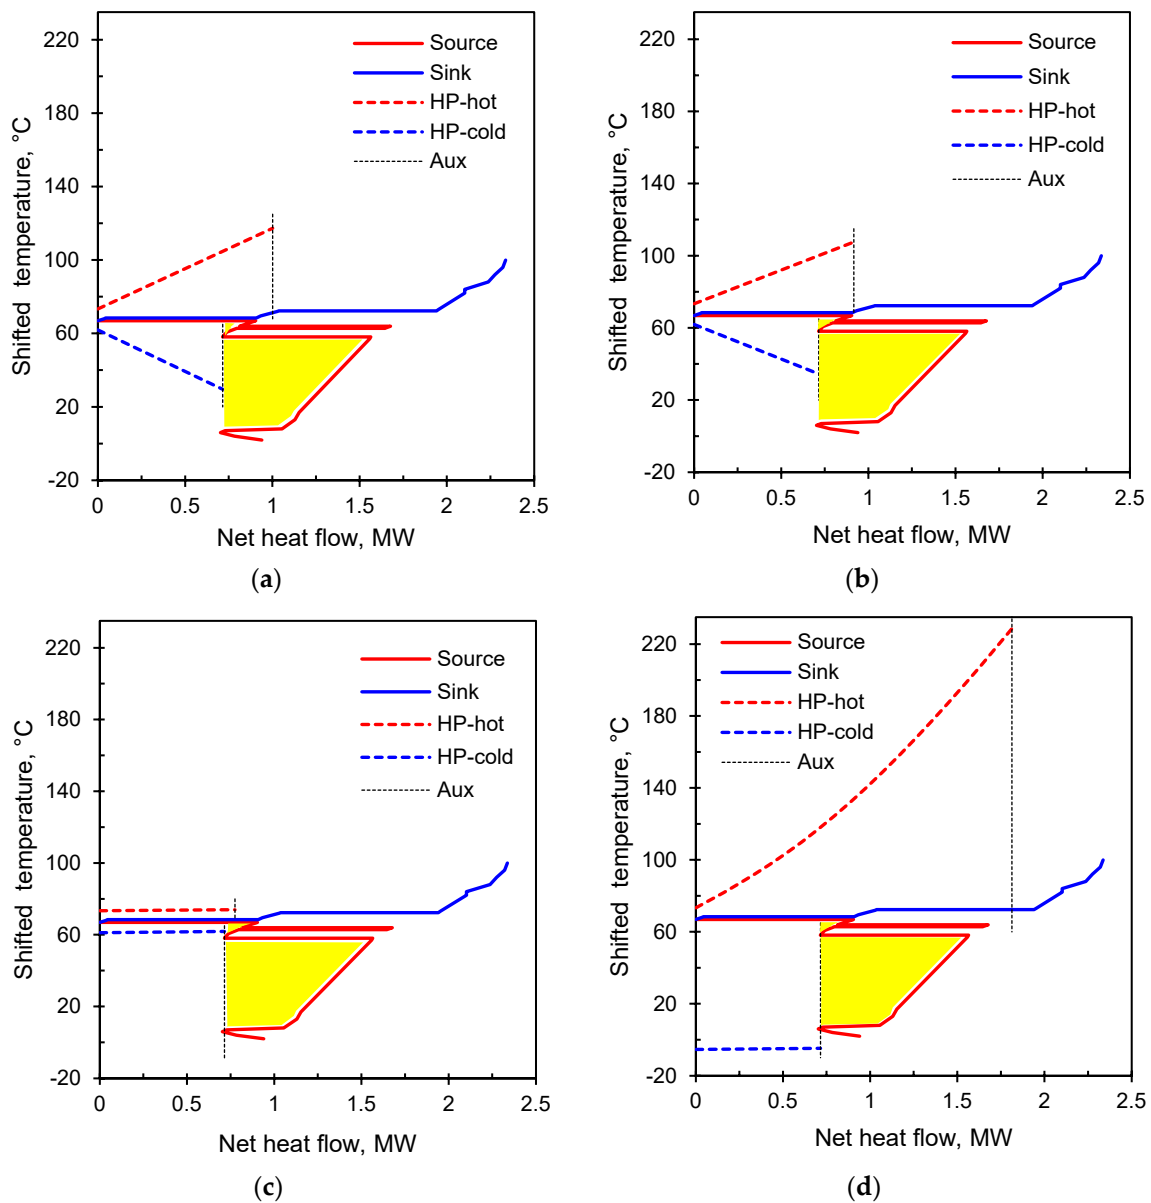 220
180
140
100
60
20
-20
Shifted temperature, °C
Source
Sink
HP-hot
HP-cold
Aux
0
0.5
1
1.5
2
2.5
Net heat flow, MW
(a)
220
180
140
100
60
20
-20
Shifted temperature, °C
Source
Sink
HP-hot
HP-cold
Aux
0
0.5
1
1.5
2
2.5
Net heat flow, MW
(b)
220
180
140
100
60
20
-20
Shifted temperature, °C
Source
Sink
HP-hot
HP-cold
Aux
0
0.5
1
1.5
2
2.5
Net heat flow, MW
(c)
220
180
140
100
60
20
-20
Shifted temperature, °C
Source
Sink
HP-hot
HP-cold
Aux
0
0.5
1
1.5
2
2.5
Net heat flow, MW
(d)